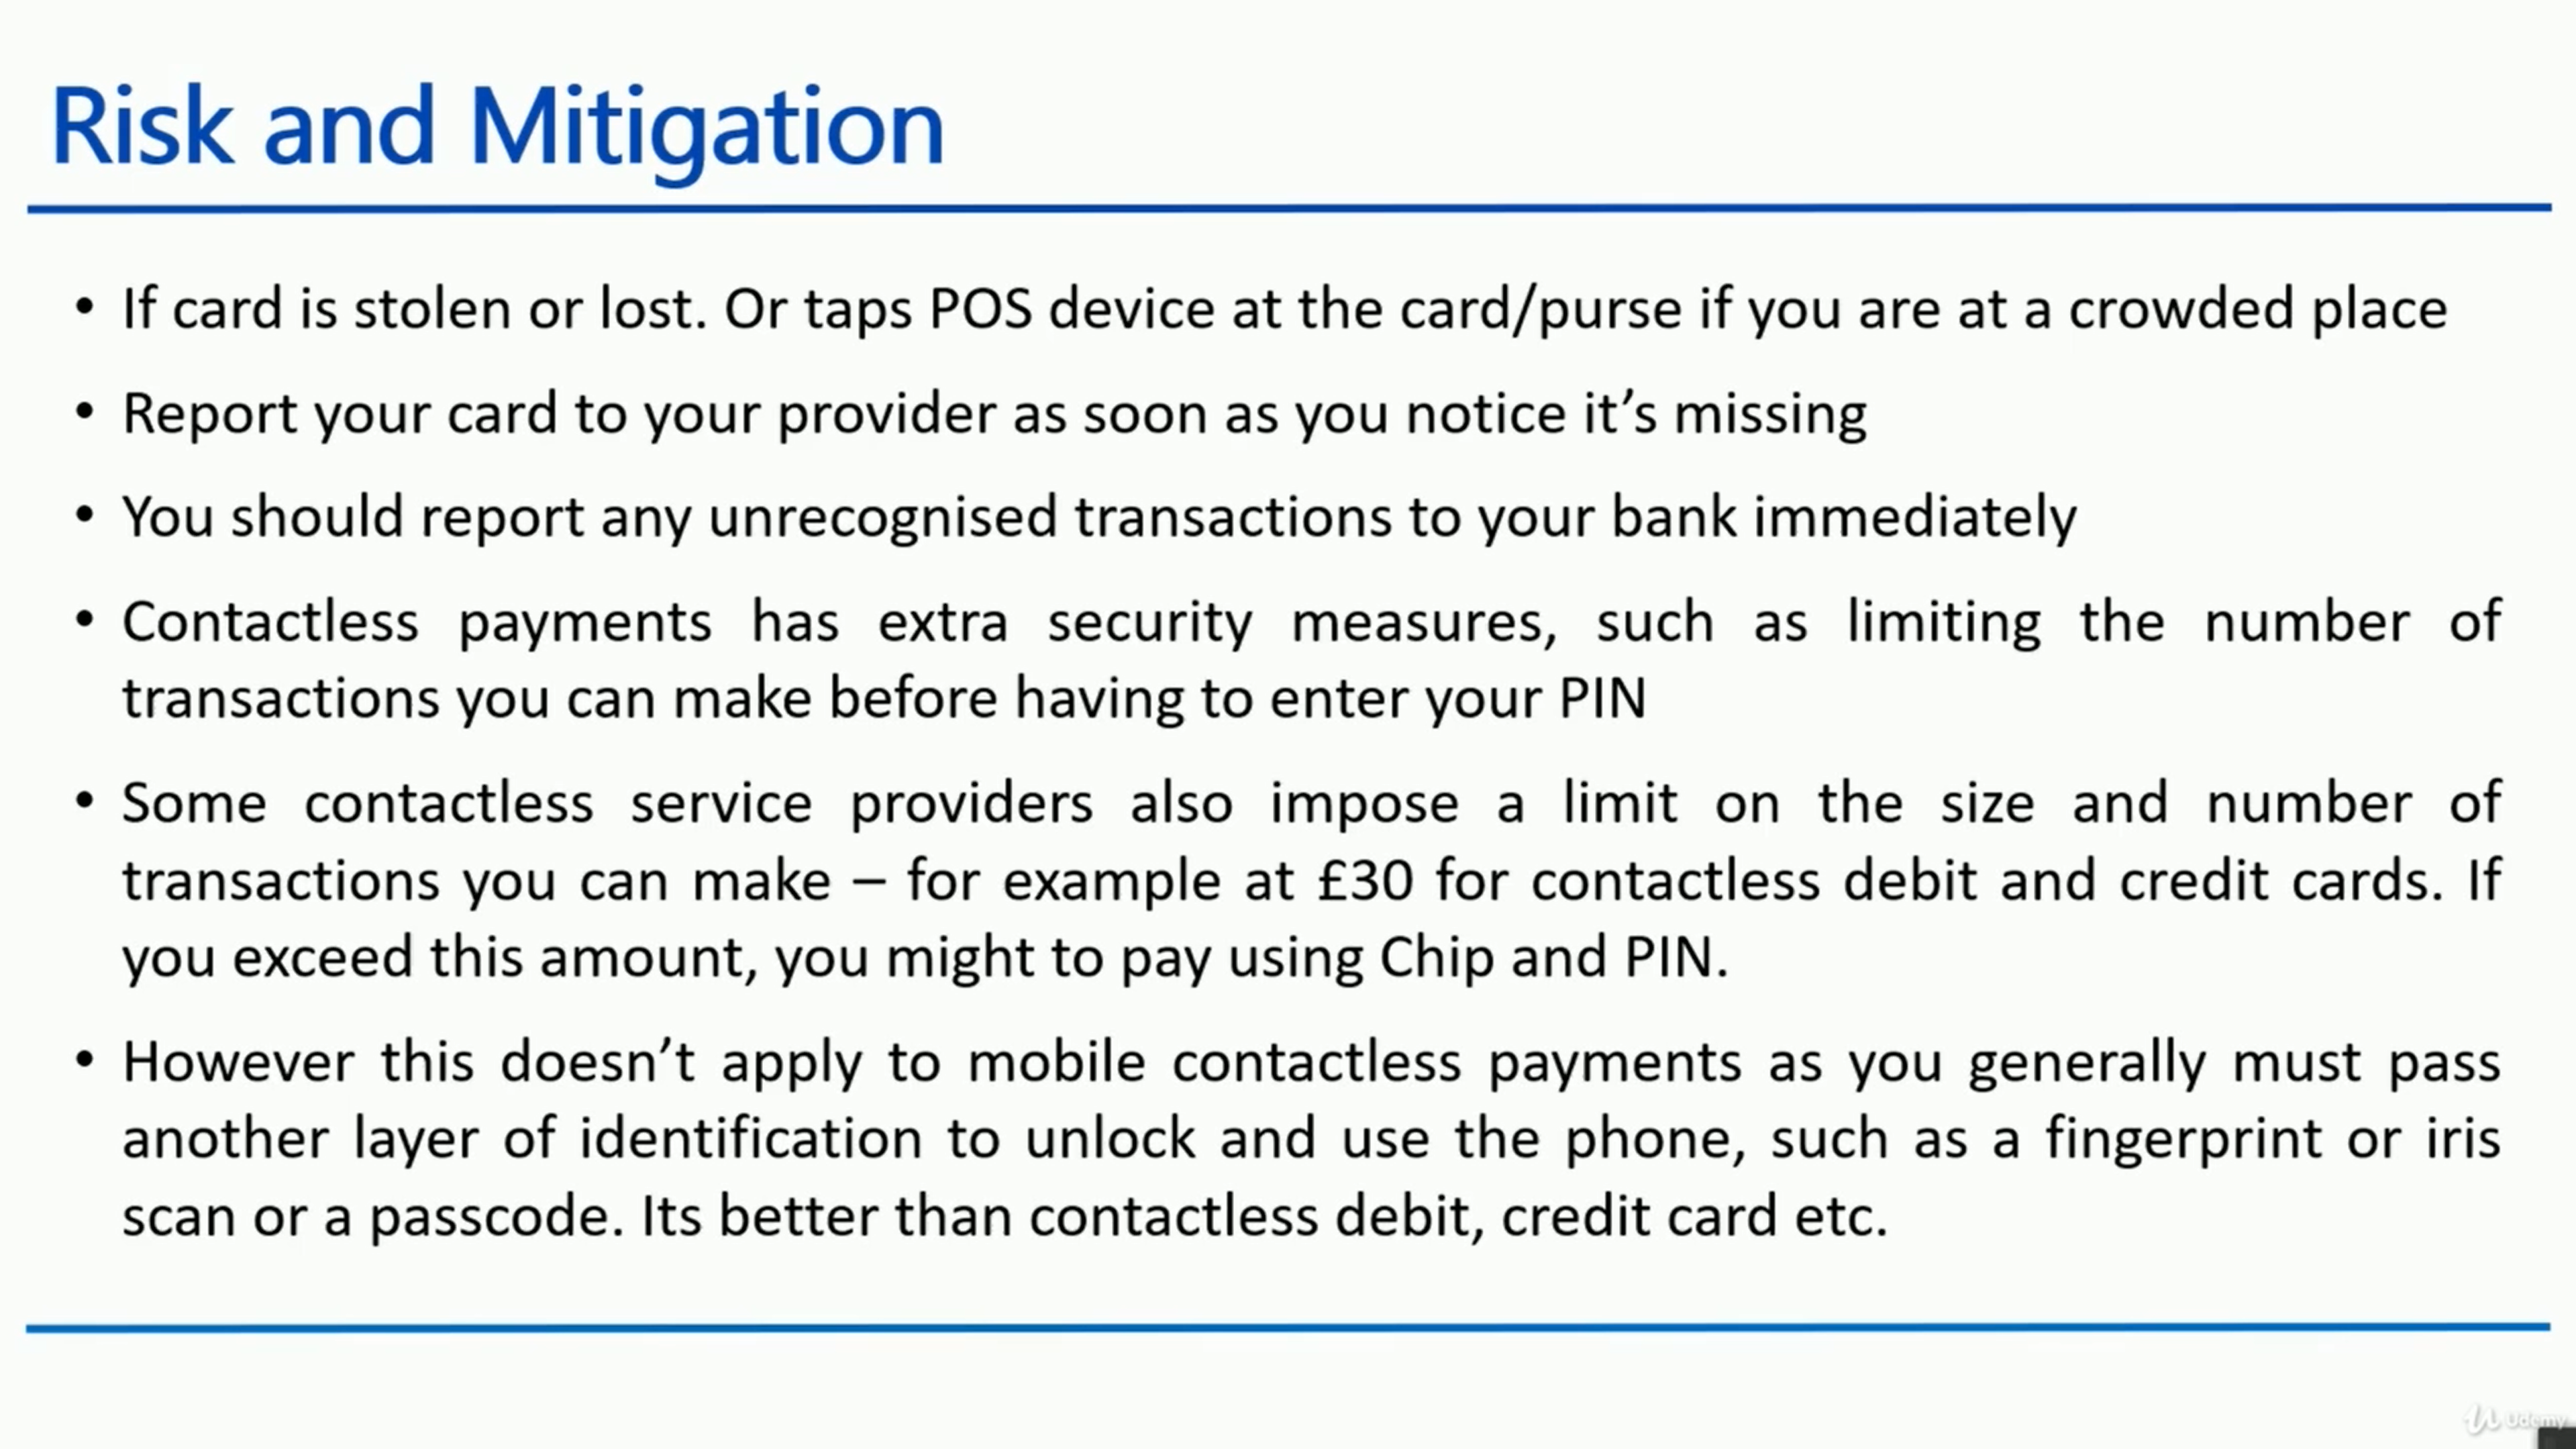 Risk and Mitigation
• If card is stolen or lost. Or taps POS device at the card/purse if you are at a crowded place
• Report your card to your provider as soon as you notice it’s missing
• You should report any unrecognised transactions to your bank immediately
• Contactless payments has extra security measures, such as limiting the number of
transactions you can make before having to enter your PIN
• Some contactless service providers also impose a limit on the size and number of
transactions you can make – for example at £30 for contactless debit and credit cards. If
you exceed this amount, you might to pay using Chip and PIN.
• However this doesn’t apply to mobile contactless payments as you generally must pass
another layer of identification to unlock and use the phone, such as a fingerprint or iris
scan or a passcode. Its better than contactless debit, credit card etc.
Udemy